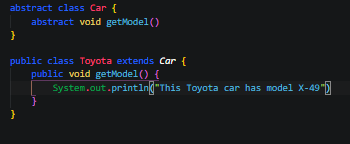 abstract class Car {
    abstract void getModel()
}
public class Toyota extends Car {
    public void getModel() {
        System.out.println("This Toyota car has model X-49")
    }
}